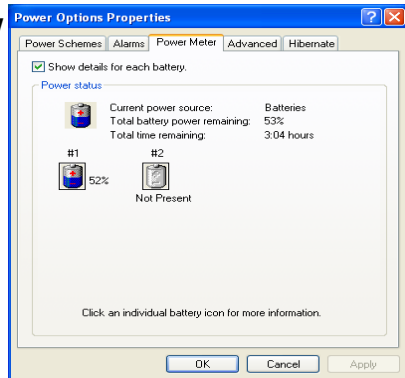 Power Options Properties
Power Schemes Alarms Power Meter Advanced Hibernate
Show details for each battery.
Power status
Current power source: Batteries
Total battery power remaining: 53%
Total time remaining: 3:04 hours
#1 #2
52%
Not Present
Click an individual battery icon for more information.
OK Cancel Apply